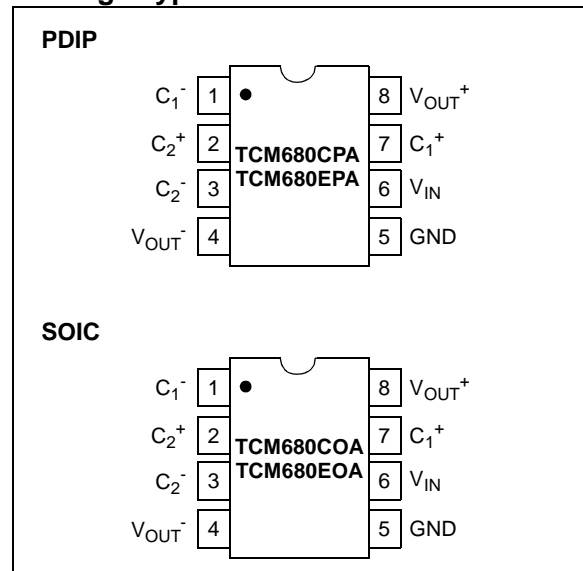 PDIP
C1- 1 8 VOUT+
C2+ 2 7 C1+
TCM680CPA
TCM680EPA
C2- 3 6 VIN
VOUT- 4 5 GND
SOIC
C1- 1 8 VOUT+
C2+ 2 7 C1+
TCM680COA
TCM680EOA
C2- 3 6 VIN
VOUT- 4 5 GND